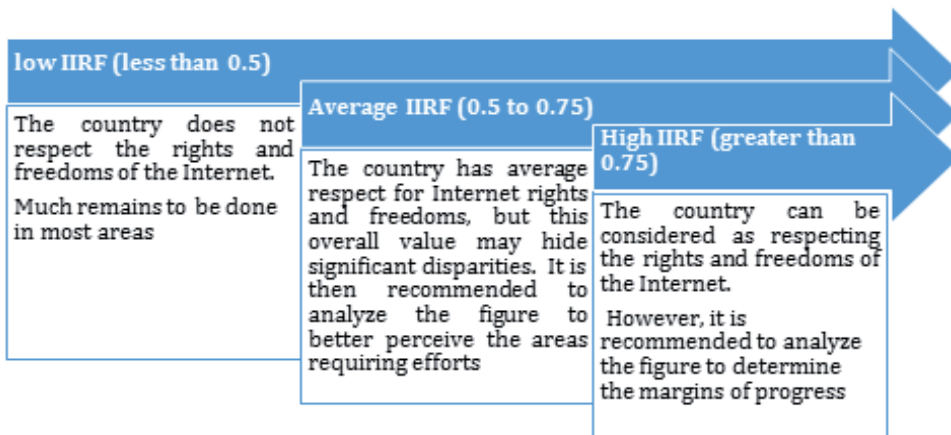 low IIRF (less than 0.5)
The country does not
respect the rights and
freedoms of the Internet.
Much remains to be done
in most areas
Average IIRF (0.5 to 0.75)
The country has average
respect for Internet rights
and freedoms, but this
overall value may hide
significant disparities. It is
then recommended to
analyze the figure to
better perceive the areas
requiring efforts
High IIRF (greater than
0.75)
The country can be
considered as respecting
the rights and freedoms of
the Internet.
However, it is
recommended to analyze
the figure to determine
the margins of progress